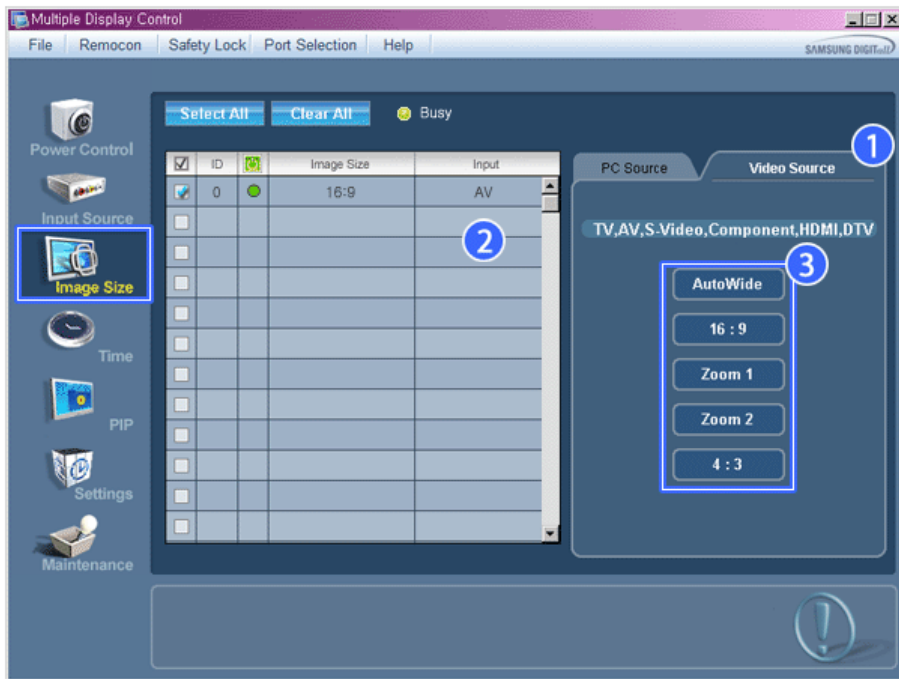 Multiple Display Control
File Remocon Safety Lock Port Selection Help
SAMSUNG DIGITall
Select All Clear All Busy
Power Control
Input Source
Image Size
Time
PIP
Settings
Maintenance
ID Image Size Input
0 16:9 AV
2
1
PC Source Video Source
TV,AV,S-Video,Component,HDMI,DTV
3
AutoWide
16 : 9
Zoom 1
Zoom 2
4 : 3